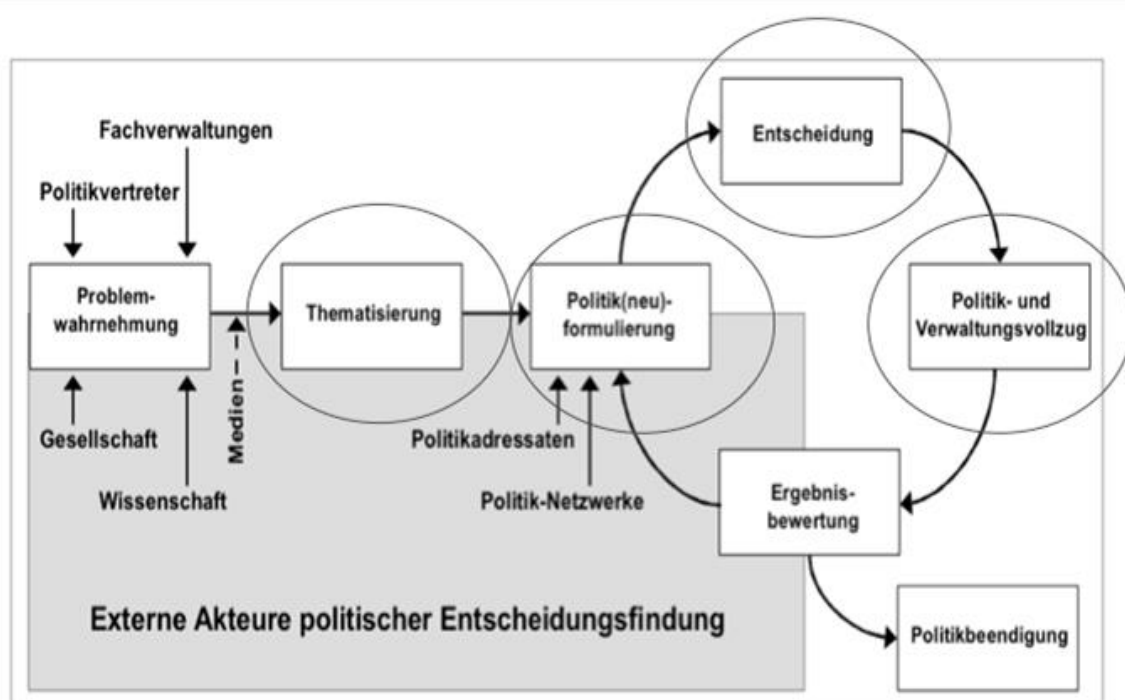 Fachverwaltungen
Politikvertreter
Problem-
wahrnehmung
Gesellschaft
Wissenschaft
Medien
Thematisierung
Politik(neu)-
formulierung
Politikadressaten
Politik-Netzwerke
Entscheidung
Politik- und
Verwaltungsvollzug
Ergebnis-
bewertung
Politikbeendigung
Externe Akteure politischer Entscheidungsfindung